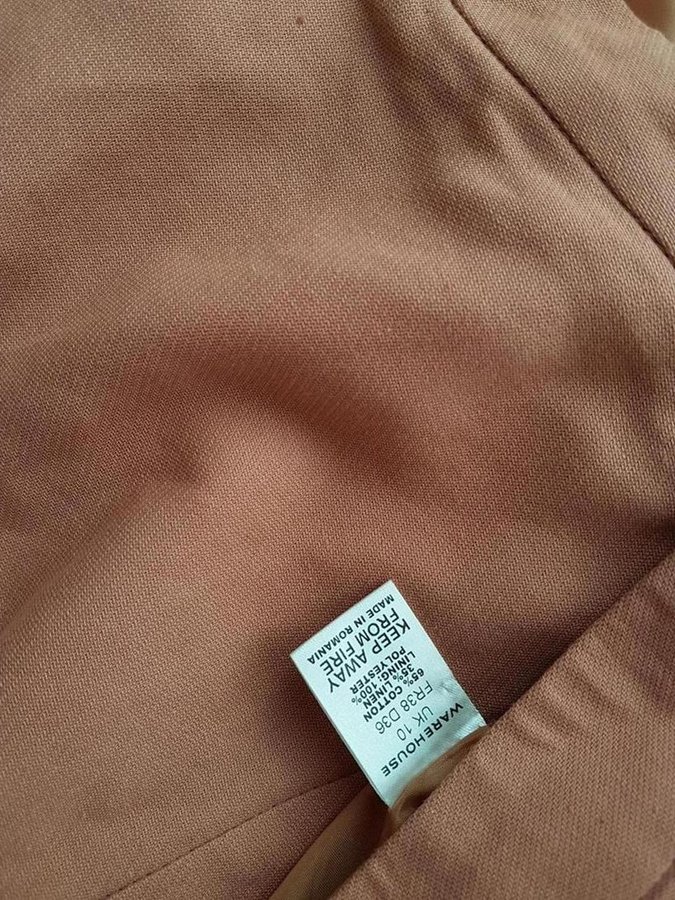 WAREHOUSE
UK 10
FR38 D36
65% COTTON
35% LINEN
LINING: 100%
POLYESTER
KEEP AWAY
FROM FIRE
MADE IN ROMANIA